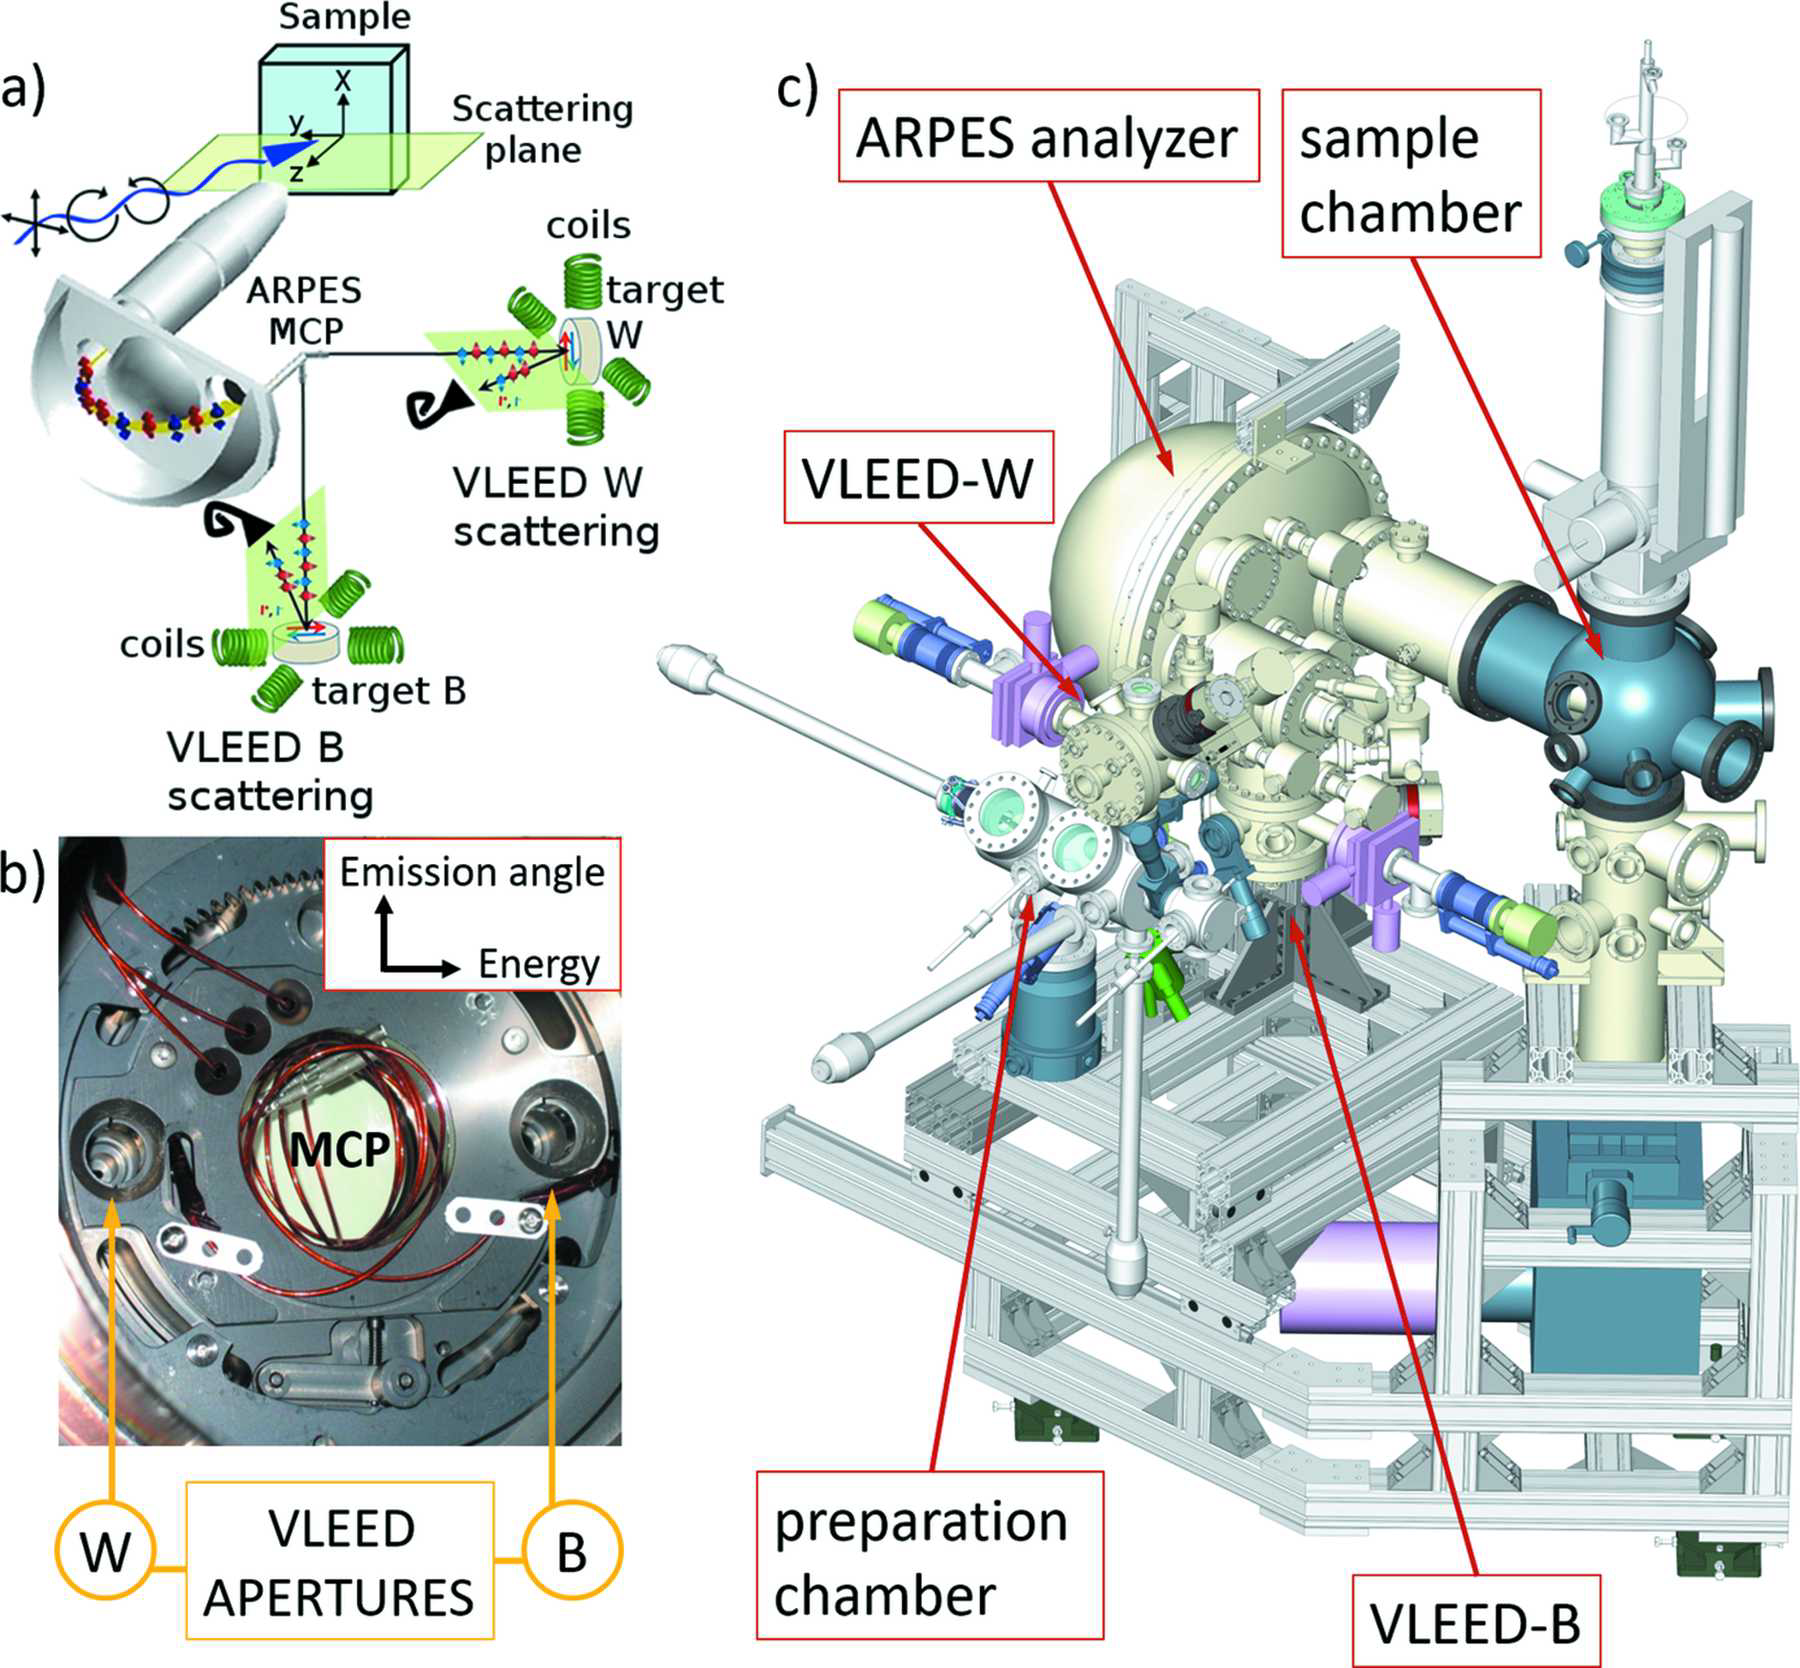 a)
Sample
X
y
z
Scattering
plane
coils
target
W
ARPES
MCP
r, r
VLEED W
scattering
r, r
coils
target B
VLEED B
scattering
b)
Emission angle
Energy
MCP
W
VLEED
APERTURES
B
c)
ARPES analyzer
sample
chamber
VLEED-W
preparation
chamber
VLEED-B